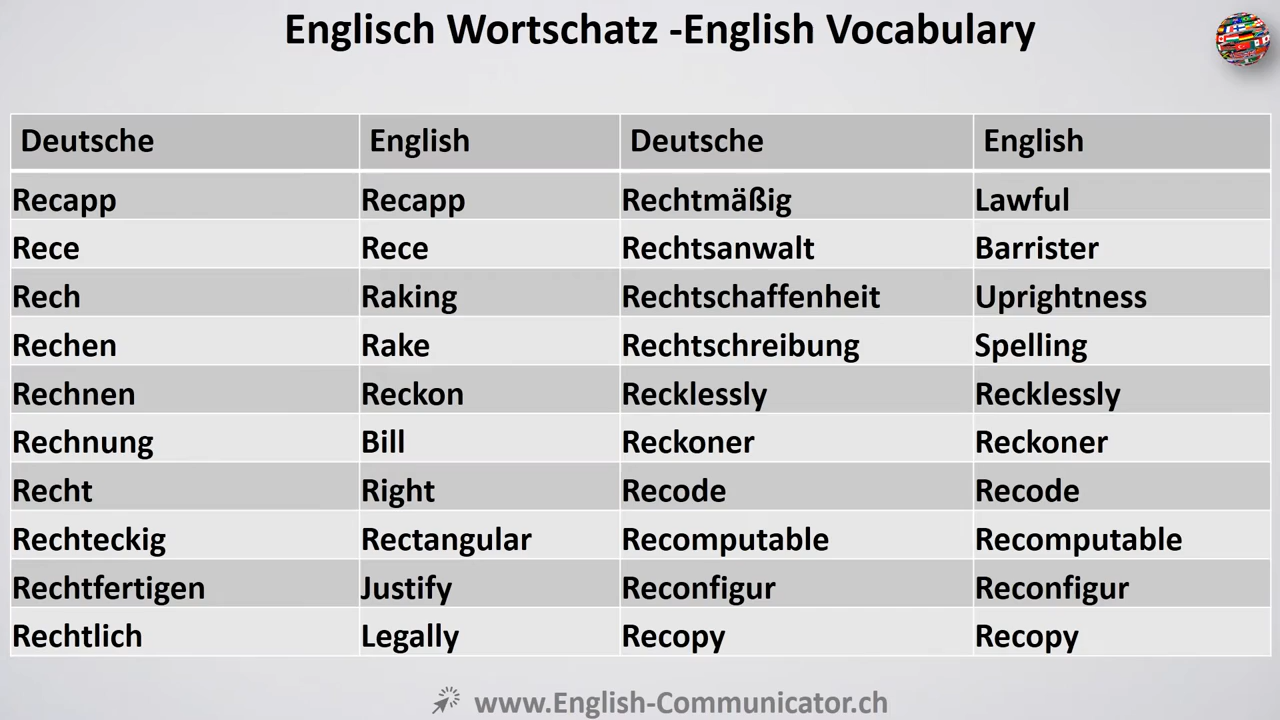 Englisch Wortschatz -English Vocabulary
Deutsche English Deutsche English
Recapp Recapp Rechtmäßig Lawful
Rece Rece Rechtsanwalt Barrister
Rech Raking Rechtschaffenheit Uprightness
Rechen Rake Rechtschreibung Spelling
Rechnen Reckon Recklessly Recklessly
Rechnung Bill Reckoner Reckoner
Recht Right Recode Recode
Rechteckig Rectangular Recomputable Recomputable
Rechtfertigen Justify Reconfigur Reconfigur
Rechtlich Legally Recopy Recopy
www.English-Communicator.ch